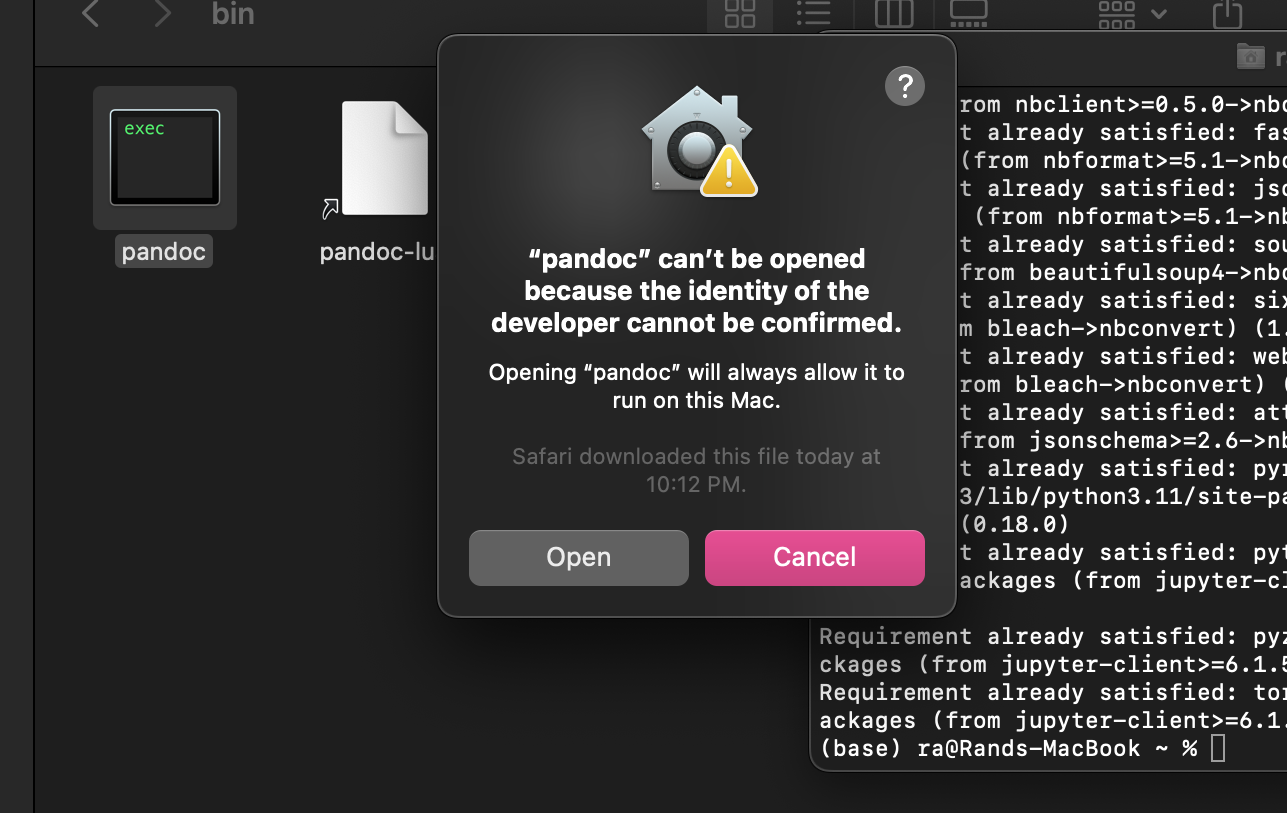 bin
exec
pandoc
pandoc-lu
?
“pandoc” can’t be opened
because the identity of the
developer cannot be confirmed.
Opening “pandoc” will always allow it to
run on this Mac.
Safari downloaded this file today at
10:12 PM.
Open
Cancel
rom nbclient>=0.5.0->nbc
t already satisfied: fas
(from nbformat>=5.1->nbc
t already satisfied: jso
(from nbformat>=5.1->nb
t already satisfied: sou
from beautifulsoup4->nbc
t already satisfied: six
m bleach->nbconvert) (1.
t already satisfied: web
rom bleach->nbconvert) (
t already satisfied: att
from jsonschema>=2.6->nb
t already satisfied: pyr
3/lib/python3.11/site-pa
(0.18.0)
t already satisfied: pyt
ackages (from jupyter-cl
Requirement already satisfied: pyz
ckages (from jupyter-client>=6.1.5
Requirement already satisfied: tor
ackages (from jupyter-client>=6.1.
(base) ra@Rands-MacBook ~ %